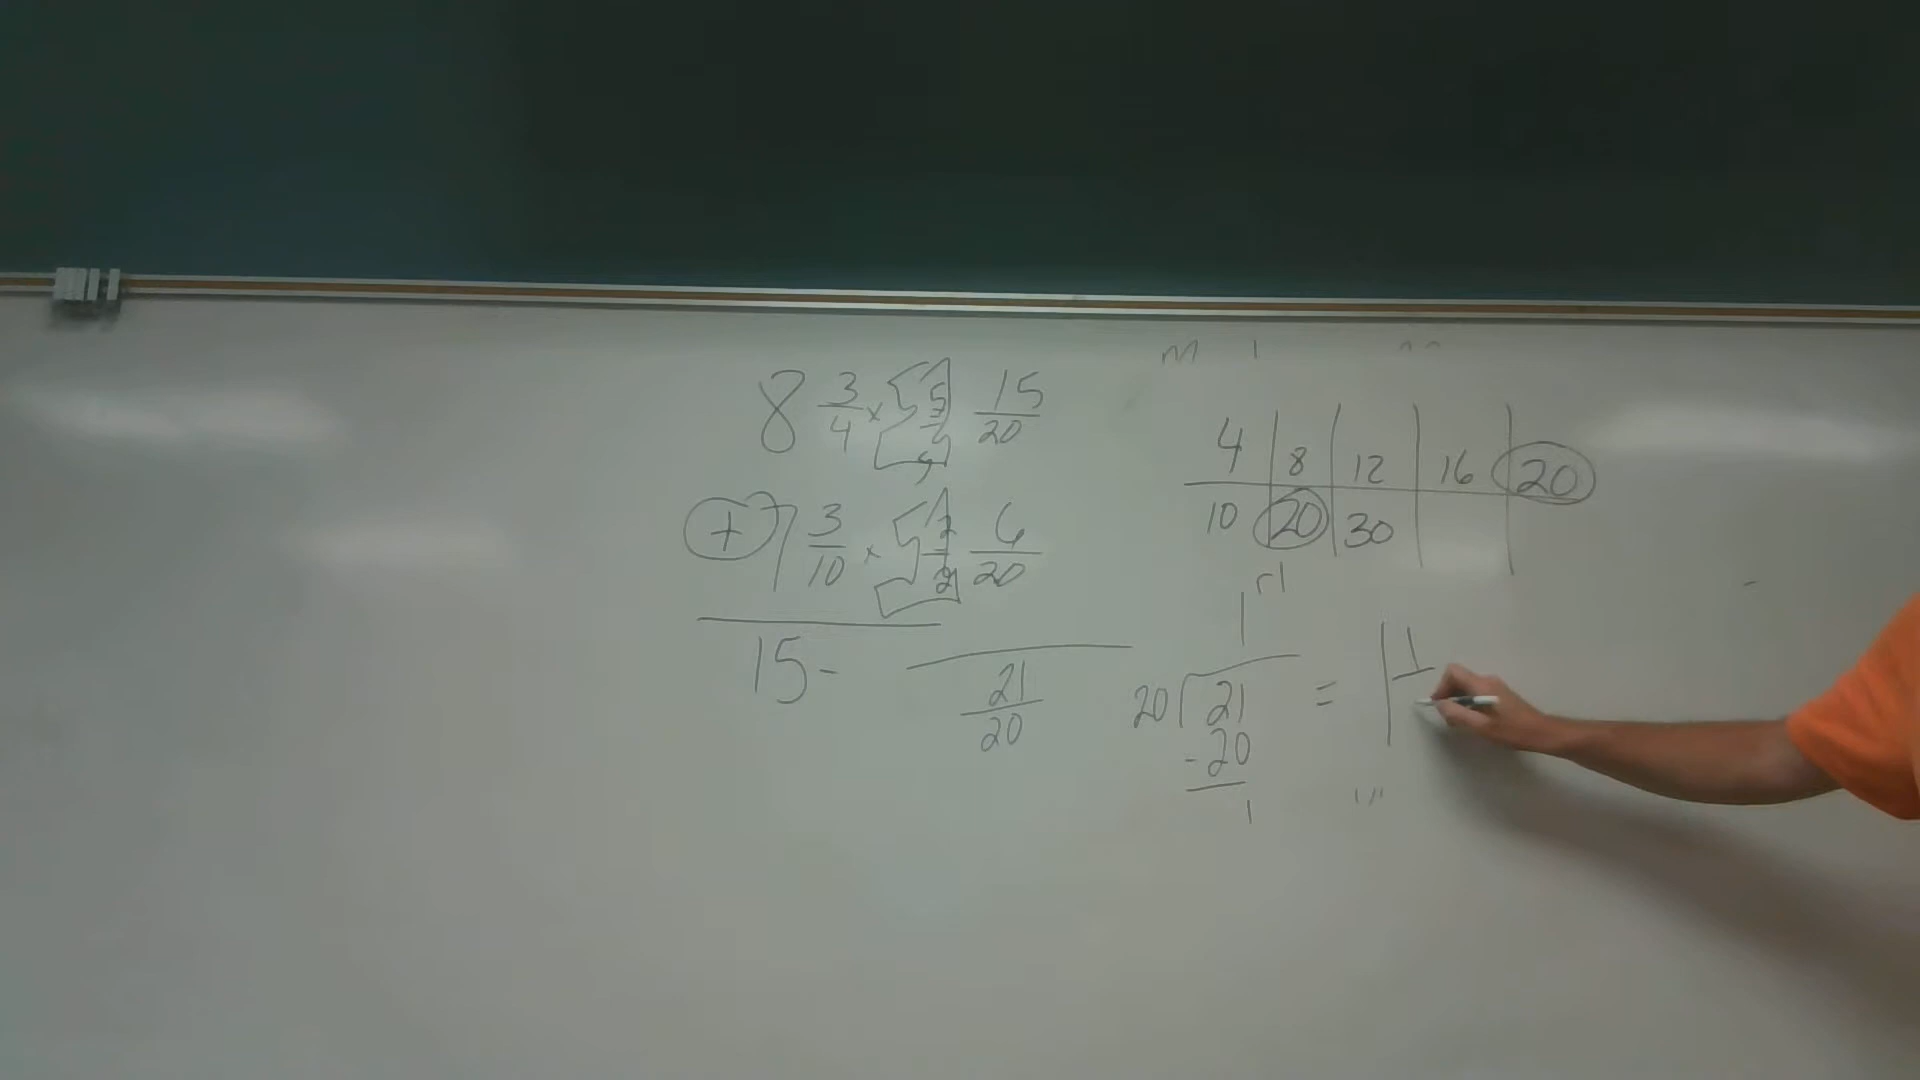 8 3/4 × 5/5 15/20
+ 7 3/10 × 2/2 6/20
15 - 21/20
4 8 12 16 20
10 20 30
1 r1
20 21 = 1 1
- 20
1